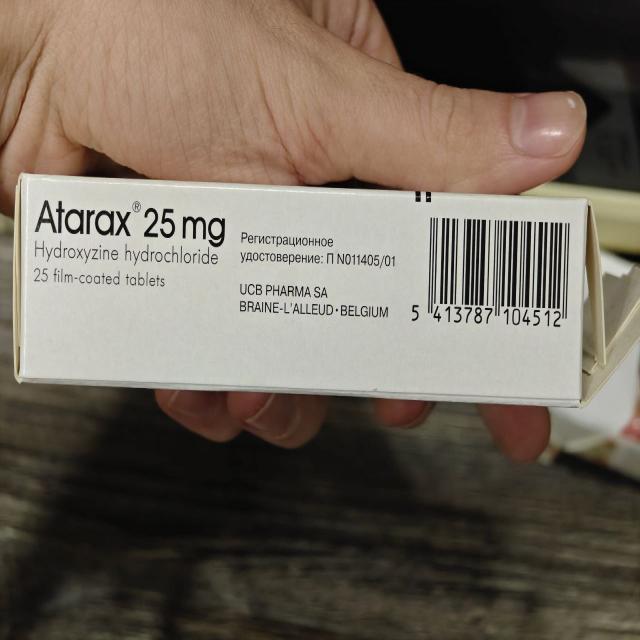 Atarax® 25 mg
Hydroxyzine hydrochloride
25 film-coated tablets
Регистрационное
удостоверение: П N011405/01
UCB PHARMA SA
BRAINE-L'ALLEUD·BELGIUM
5 413787 104512